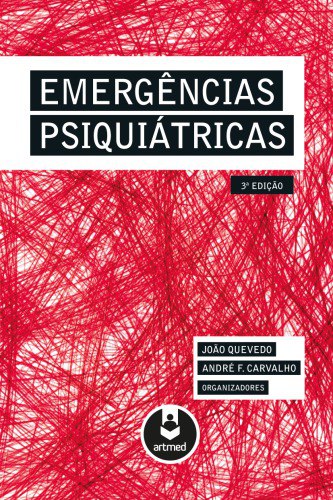 EMERGÊNCIAS
PSIQUIÁTRICAS
3ª EDIÇÃO
JOÃO QUEVEDO
ANDRÉ F. CARVALHO
ORGANIZADORES
artmed